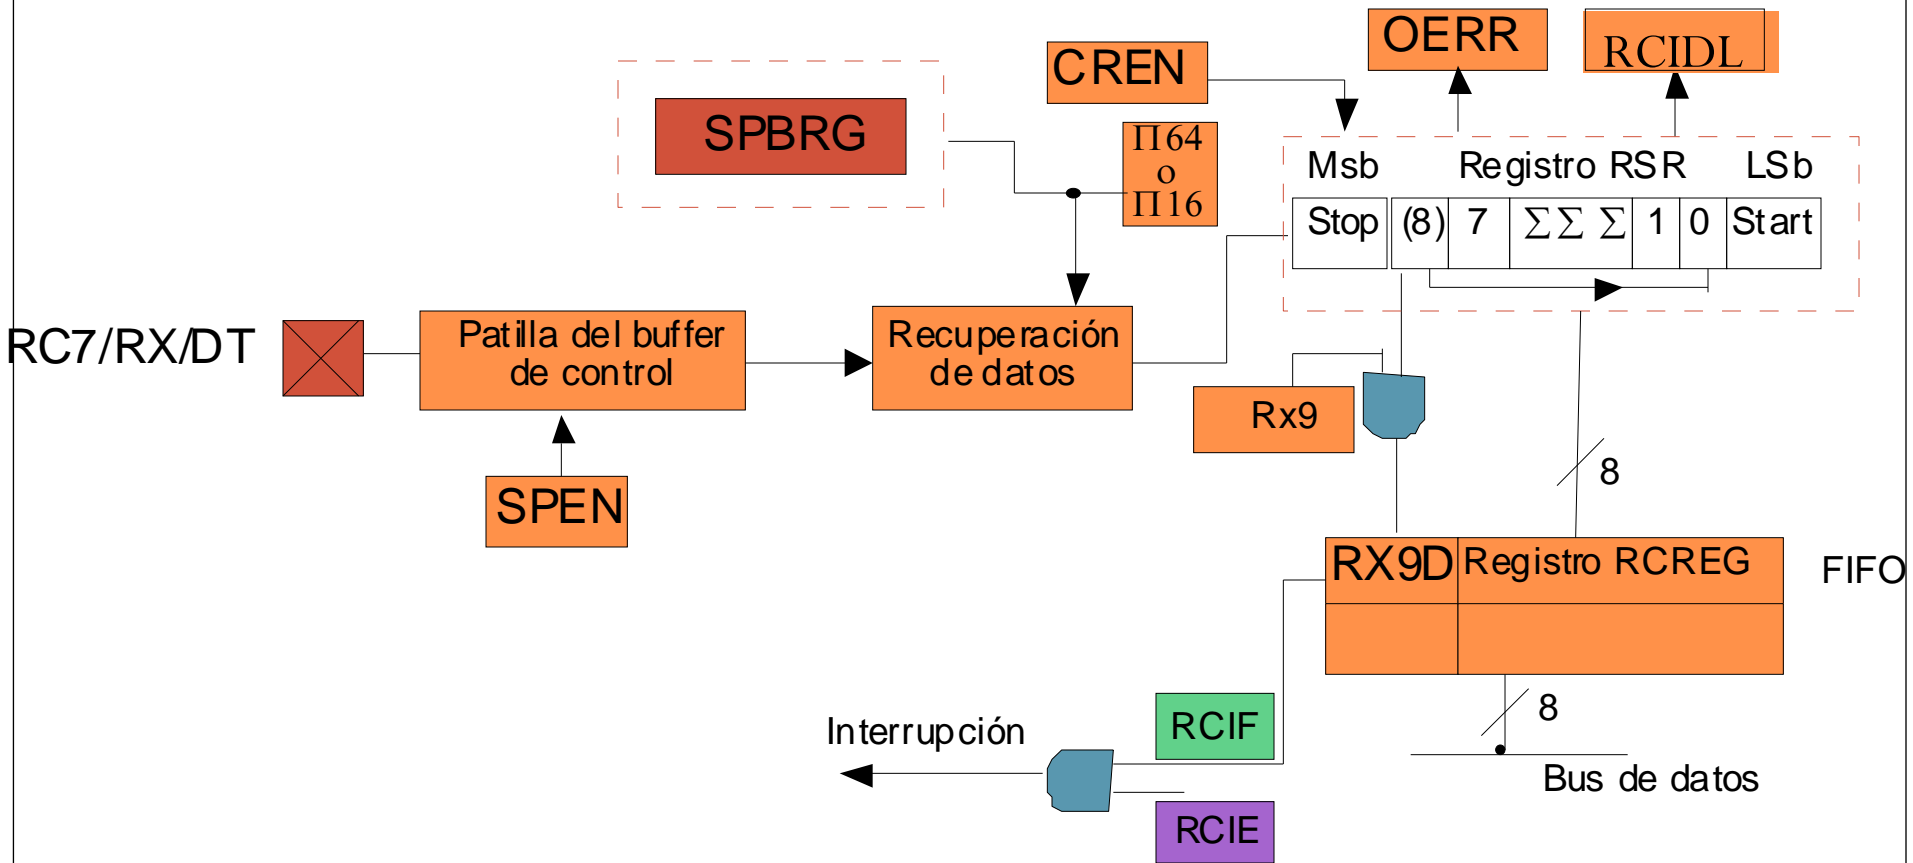 OERR
RCIDL
CREN
SPBRG
Π64
o
Π16
Msb Registro RSR LSb
Stop (8) 7 ∑∑ ∑ 1 0 Start
RC7/RX/DT
Patilla del buffer
de control
Recuperación
de datos
Rx9
8
SPEN
RX9D Registro RCREG
FIFO
RCIF
8
Interrupción
Bus de datos
RCIE